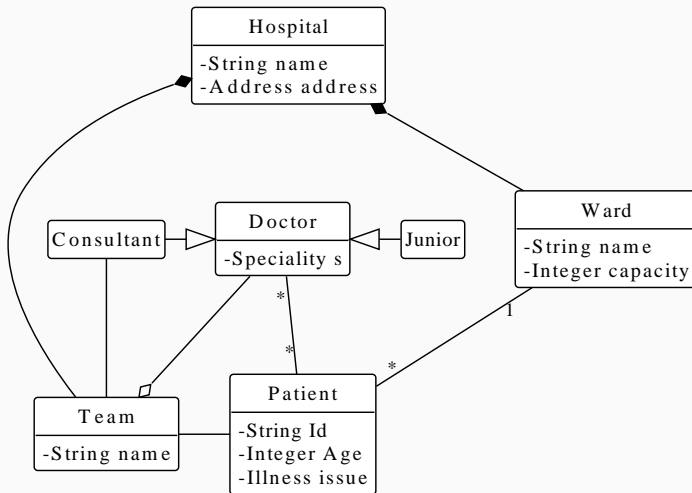 Hospital
-String name
-Address address
Ward
-String name
-Integer capacity
Consultant
Doctor
-Speciality s
Junior
*
*
1
*
Team
-String name
Patient
-String Id
-Integer Age
-Illness issue